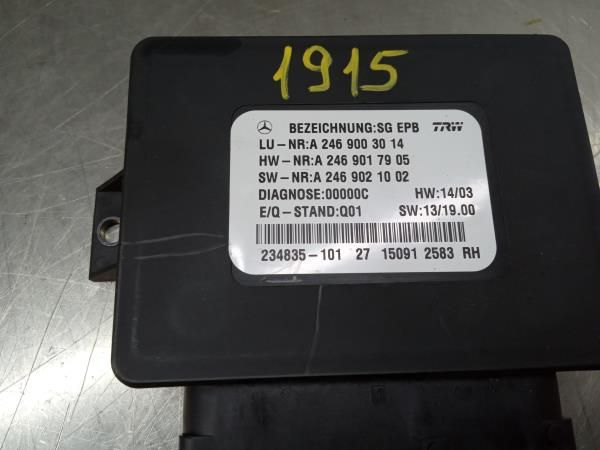 1915
BEZEICHNUNG:SG EPB TRW
LU-NR:A 246 900 30 14
HW-NR:A 246 901 79 05
SW-NR:A 246 902 10 02
DIAGNOSE:00000C HW:14/03
E/Q-STAND:Q01 SW:13/19.00
234835-101 27 15091 2583 RH